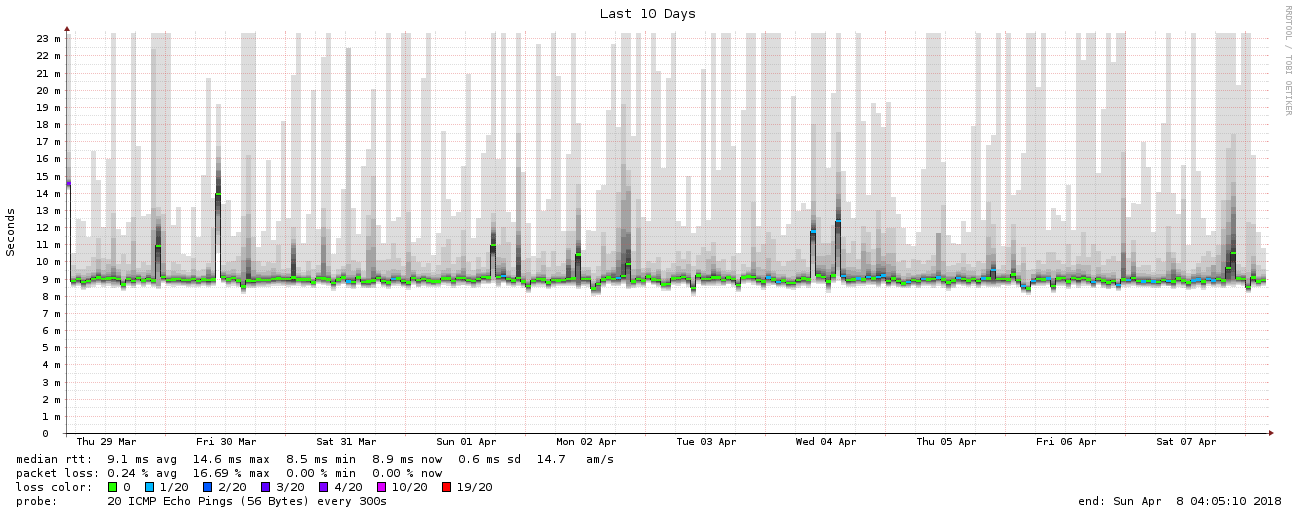 Last 10 Days
RRDTOOL / TOBI OETIKER
Seconds
23 m
22 m
21 m
20 m
19 m
18 m
17 m
16 m
15 m
14 m
13 m
12 m
11 m
10 m
9 m
8 m
7 m
6 m
5 m
4 m
3 m
2 m
1 m
0
Thu 29 Mar Fri 30 Mar Sat 31 Mar Sun 01 Apr Mon 02 Apr Tue 03 Apr Wed 04 Apr Thu 05 Apr Fri 06 Apr Sat 07 Apr
median rtt: 9.1 ms avg 14.6 ms max 8.5 ms min 8.9 ms now 0.6 ms sd 14.7 am/s
packet loss: 0.24 % avg 16.69 % max 0.00 % min 0.00 % now
loss color: 0 1/20 2/20 3/20 4/20 10/20 19/20
probe: 20 ICMP Echo Pings (56 Bytes) every 300s end: Sun Apr 8 04:05:10 2018